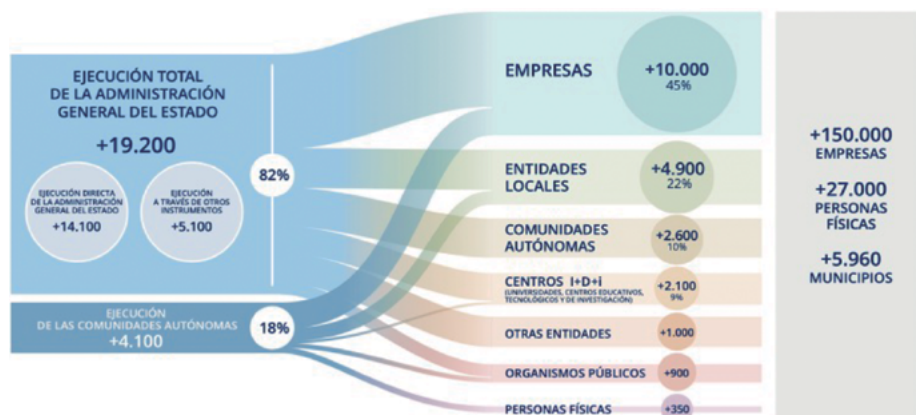 EJECUCIÓN TOTAL
DE LA ADMINISTRACIÓN
GENERAL DEL ESTADO
+19.200
EJECUCIÓN DIRECTA
DE LA ADMINISTRACIÓN
GENERAL DEL ESTADO
+14.100
EJECUCIÓN
A TRAVÉS DE OTROS
INSTRUMENTOS
+5.100
82%
EJECUCIÓN
DE LAS COMUNIDADES AUTÓNOMAS
+4.100
18%
EMPRESAS
+10.000
45%
ENTIDADES
LOCALES
+4.900
22%
COMUNIDADES
AUTÓNOMAS
+2.600
10%
CENTROS I+D+i
(UNIVERSIDADES, CENTROS EDUCATIVOS,
TECNOLÓGICOS Y DE INVESTIGACIÓN)
+2.100
9%
OTRAS ENTIDADES
+1.000
ORGANISMOS PÚBLICOS
+900
PERSONAS FÍSICAS
+350
+150.000
EMPRESAS
+27.000
PERSONAS
FÍSICAS
+5.960
MUNICIPIOS